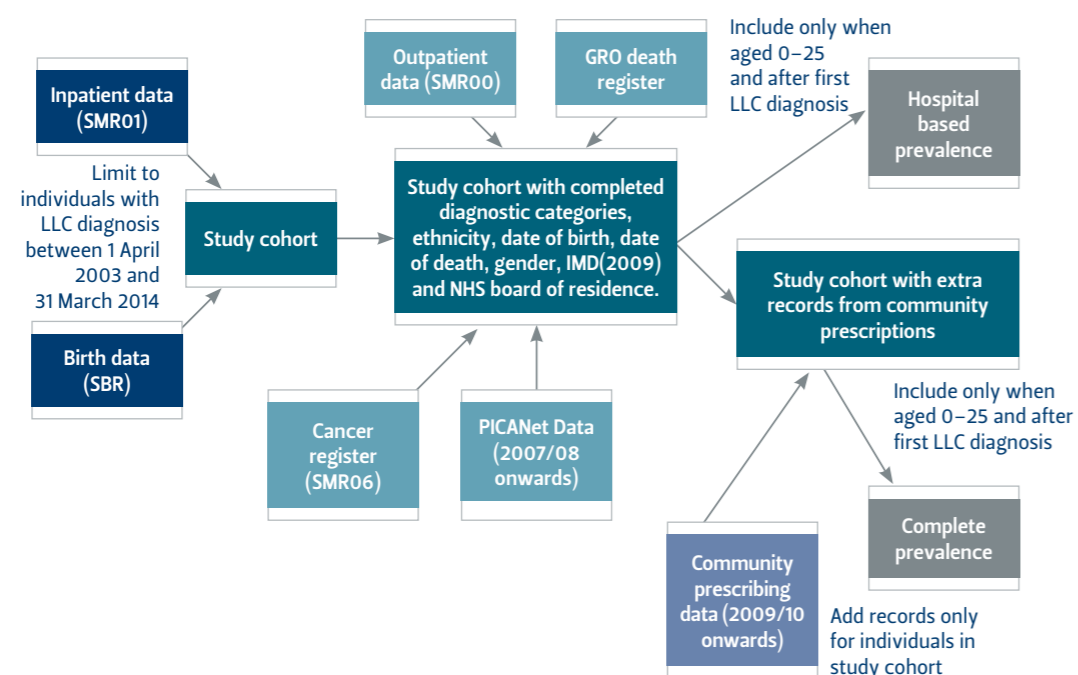 Inpatient data
(SMR01)
Limit to
individuals with
LLC diagnosis
between 1 April
2003 and
31 March 2014
Birth data
(SBR)
Study cohort
Outpatient
data (SMR00)
GRO death
register
Study cohort with completed
diagnostic categories,
ethnicity, date of birth, date
of death, gender, IMD(2009)
and NHS board of residence.
Cancer
register
(SMR06)
PICANet Data
(2007/08
onwards)
Include only when
aged 0–25
and after first
LLC diagnosis
Hospital
based
prevalence
Study cohort with extra
records from community
prescriptions
Include only when
aged 0–25 and after
first LLC diagnosis
Complete
prevalence
Community
prescribing
data (2009/10
onwards)
Add records only
for individuals in
study cohort